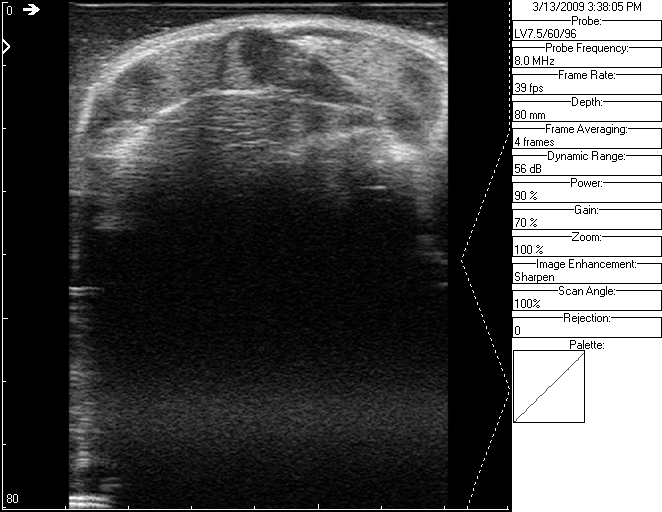 0
80
3/13/2009 3:38:05 PM
Probe:
LV7.5/60/96
Probe Frequency:
8.0 MHz
Frame Rate:
39 fps
Depth:
80 mm
Frame Averaging:
4 frames
Dynamic Range:
56 dB
Power:
90 %
Gain:
70 %
Zoom:
100 %
Image Enhancement:
Sharpen
Scan Angle:
100%
Rejection:
0
Palette: